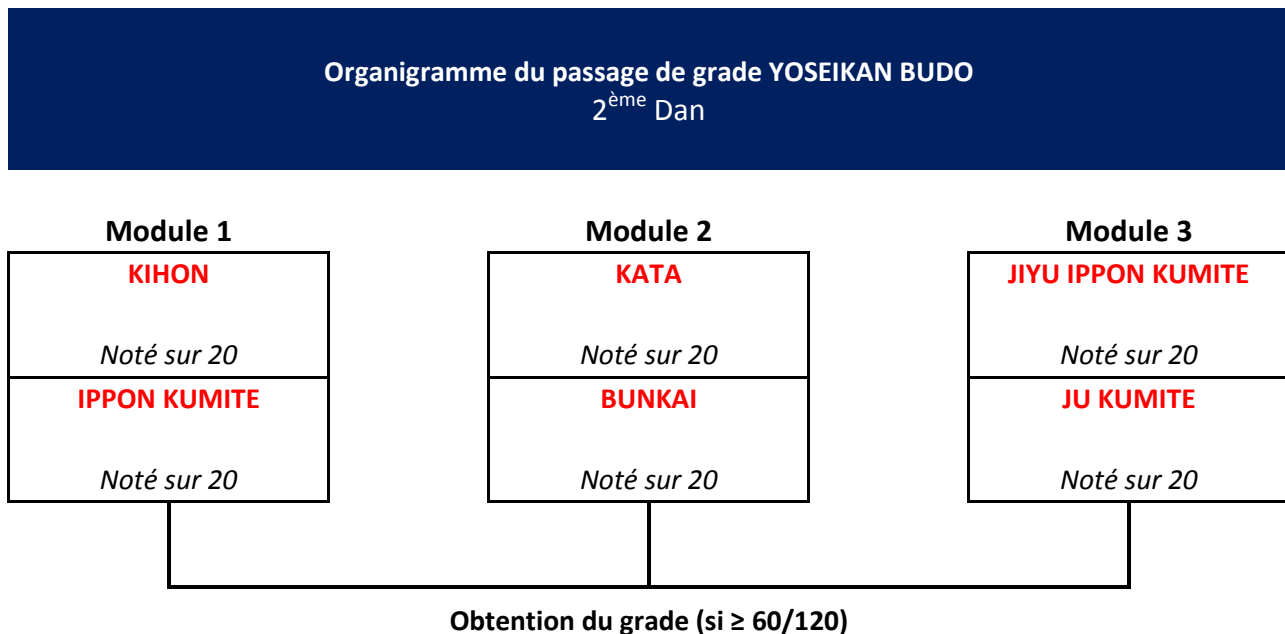 Organigramme du passage de grade YOSEIKAN BUDO
2ème Dan
Module 1
KIHON
Noté sur 20
IPPON KUMITE
Noté sur 20
Module 2
KATA
Noté sur 20
BUNKAI
Noté sur 20
Module 3
JIYU IPPON KUMITE
Noté sur 20
JU KUMITE
Noté sur 20
Obtention du grade (si ≥ 60/120)